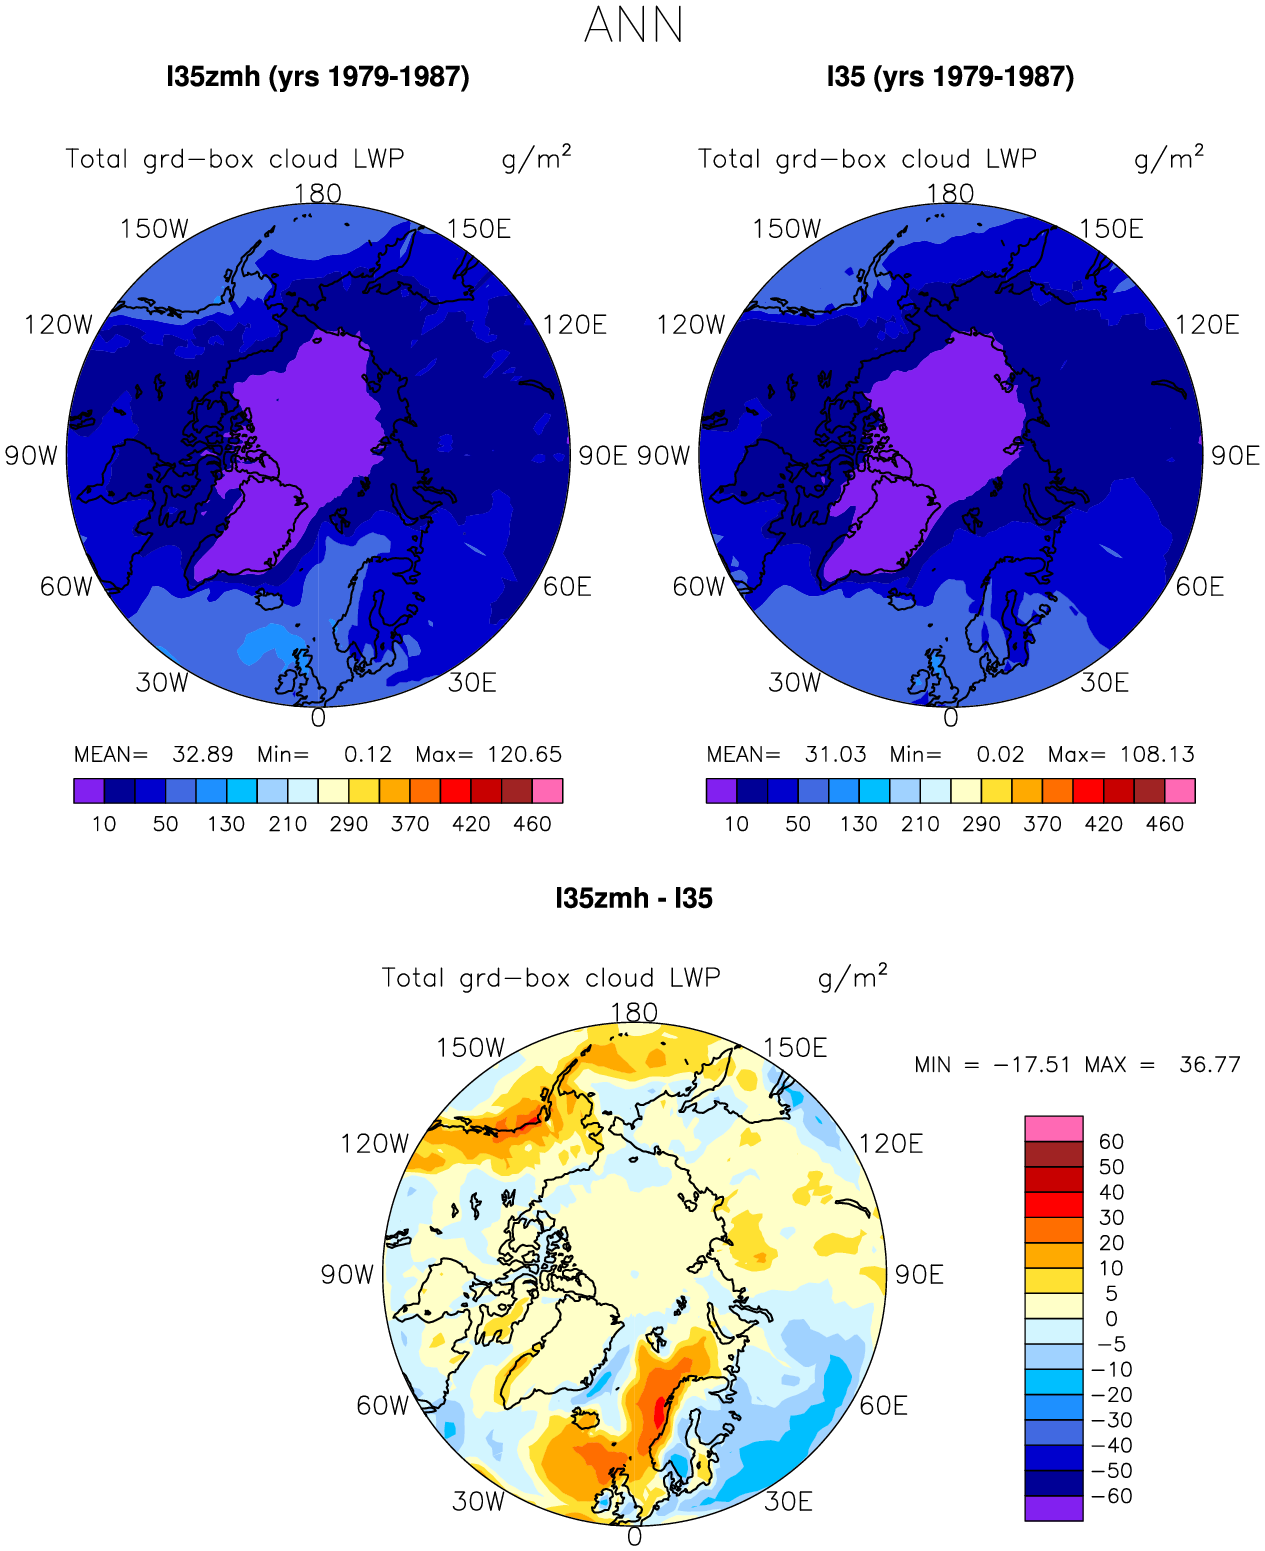 ANN
I35zmh (yrs 1979-1987)
I35 (yrs 1979-1987)
Total grd-box cloud LWP g/m²
Total grd-box cloud LWP g/m²
180
180
150W 150E
150W 150E
120W 120E
120W 120E
90W 90E
90W 90E
60W 60E
60W 60E
30W 30E
30W 30E
0
0
MEAN= 32.89 Min= 0.12 Max= 120.65
MEAN= 31.03 Min= 0.02 Max= 108.13
10 50 130 210 290 370 420 460
10 50 130 210 290 370 420 460
I35zmh - I35
Total grd-box cloud LWP g/m²
180
150W 150E
MIN = -17.51 MAX = 36.77
120W 120E
90W 90E
60W 60E
30W 30E
0
60
50
40
30
20
10
5
0
-5
-10
-20
-30
-40
-50
-60